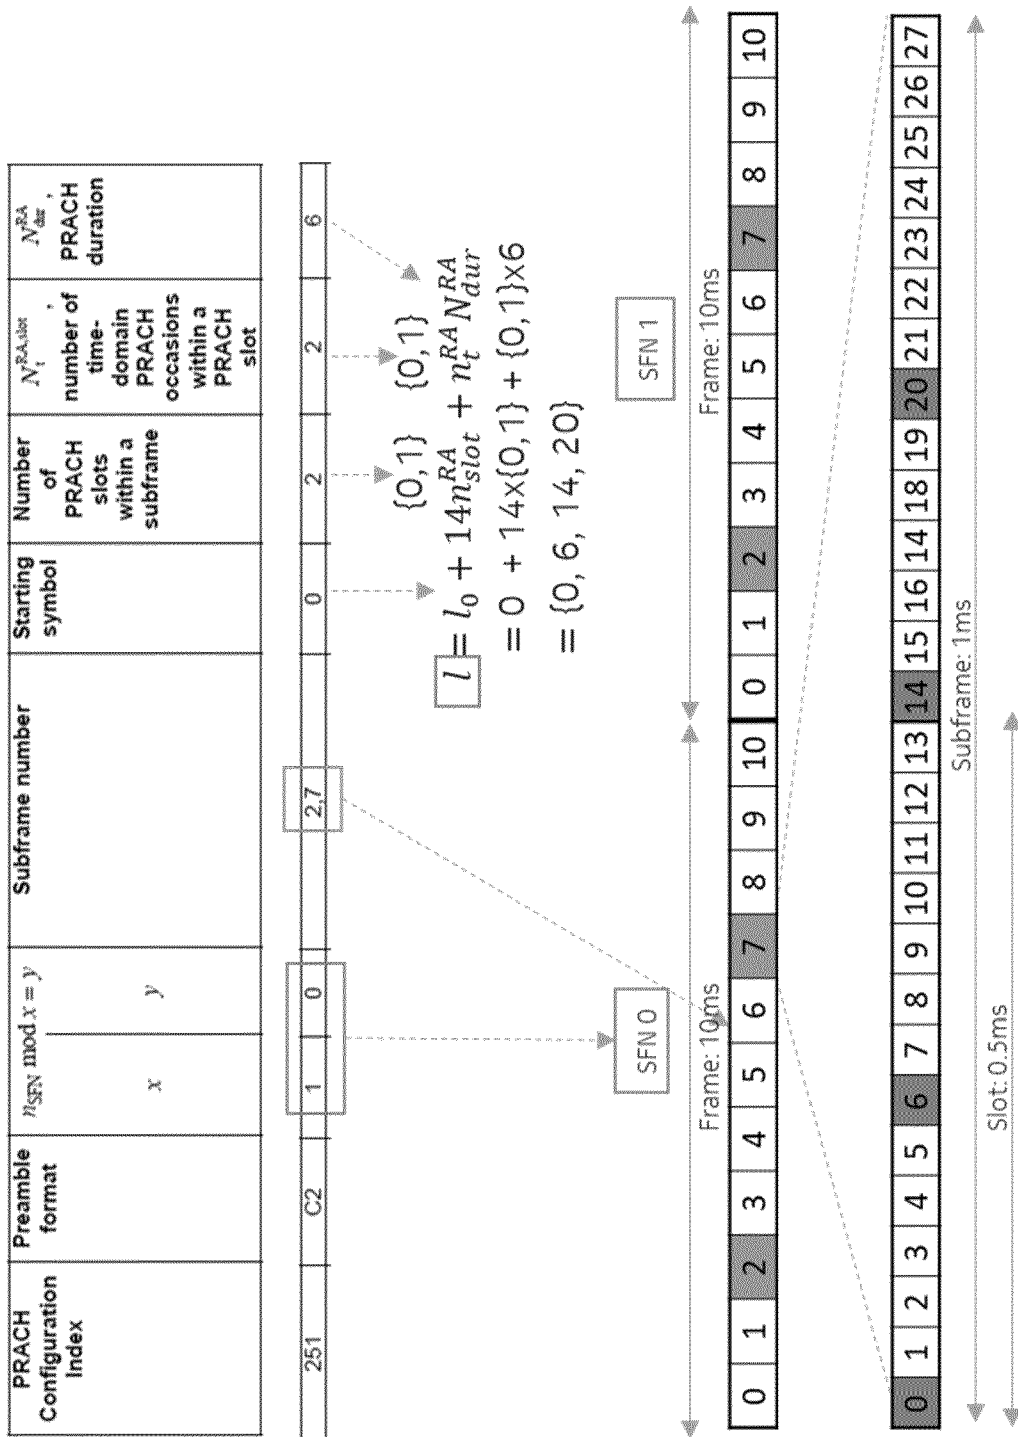 PRACH
Configuration
Index
Preamble
format
n_SFN mod x = y
x
y
Subframe number
Starting
symbol
Number
of
PRACH
slots
within a
subframe
N_t^{RA,slot} ,
number of
time-
domain
PRACH
occasions
within a
PRACH
slot
N_dur^{RA} ,
PRACH
duration
251 C2 1 0 2,7 0 2 2 6
{0,1} {0,1}
l = l_0 + 14n_{slot}^{RA} + n_t^{RA} N_{dur}^{RA}
= 0 + 14x{0,1} + {0,1}x6
= {0, 6, 14, 20}
SFN 0
SFN 1
Frame: 10ms
Frame: 10ms
0 1 2 3 4 5 6 7 8 9 10 0 1 2 3 4 5 6 7 8 9 10
0 1 2 3 4 5 6 7 8 9 10 11 12 13 14 15 16 14 18 19 20 21 22 23 24 25 26 27
Subframe: 1ms
Slot: 0.5ms